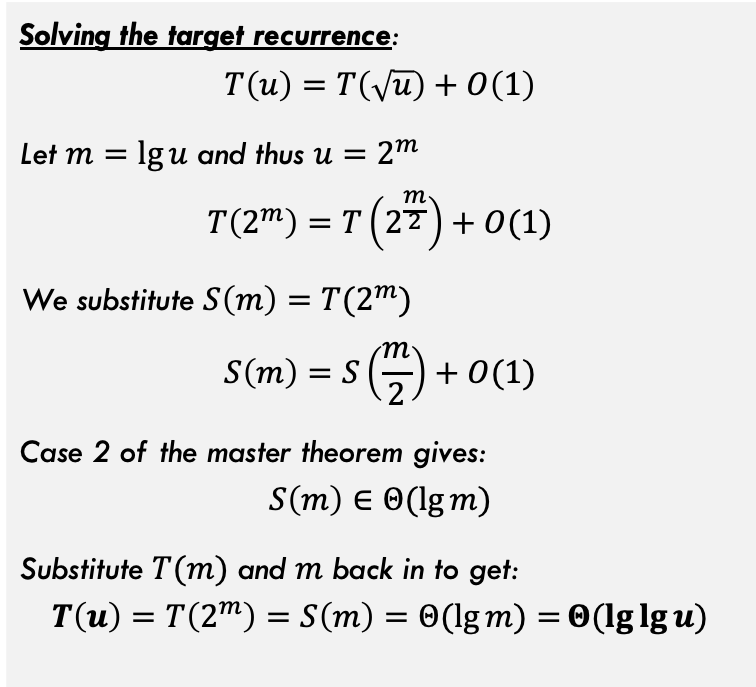 Solving the target recurrence:
T(u) = T(√u) + O(1)
Let m = lg u and thus u = 2^m
T(2^m) = T(2^(m/2)) + O(1)
We substitute S(m) = T(2^m)
S(m) = S(m/2) + O(1)
Case 2 of the master theorem gives:
S(m) ∈ Θ(lg m)
Substitute T(m) and m back in to get:
T(u) = T(2^m) = S(m) = Θ(lg m) = Θ(lg lg u)